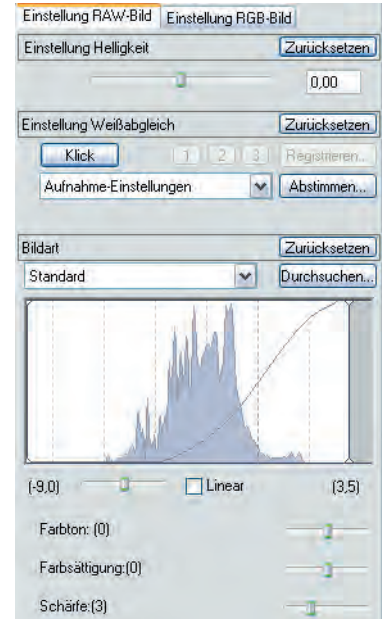 Einstellung RAW-Bild Einstellung RGB-Bild
Einstellung Helligkeit Zurücksetzen
0,00
Einstellung Weißabgleich Zurücksetzen
Klick 1 2 3 Registrieren...
Aufnahme-Einstellungen Abstimmen...
Bildart Zurücksetzen
Standard Durchsuchen...
(-9,0) Linear (3,5)
Farbton: (0)
Farbsättigung:(0)
Schärfe:(3)